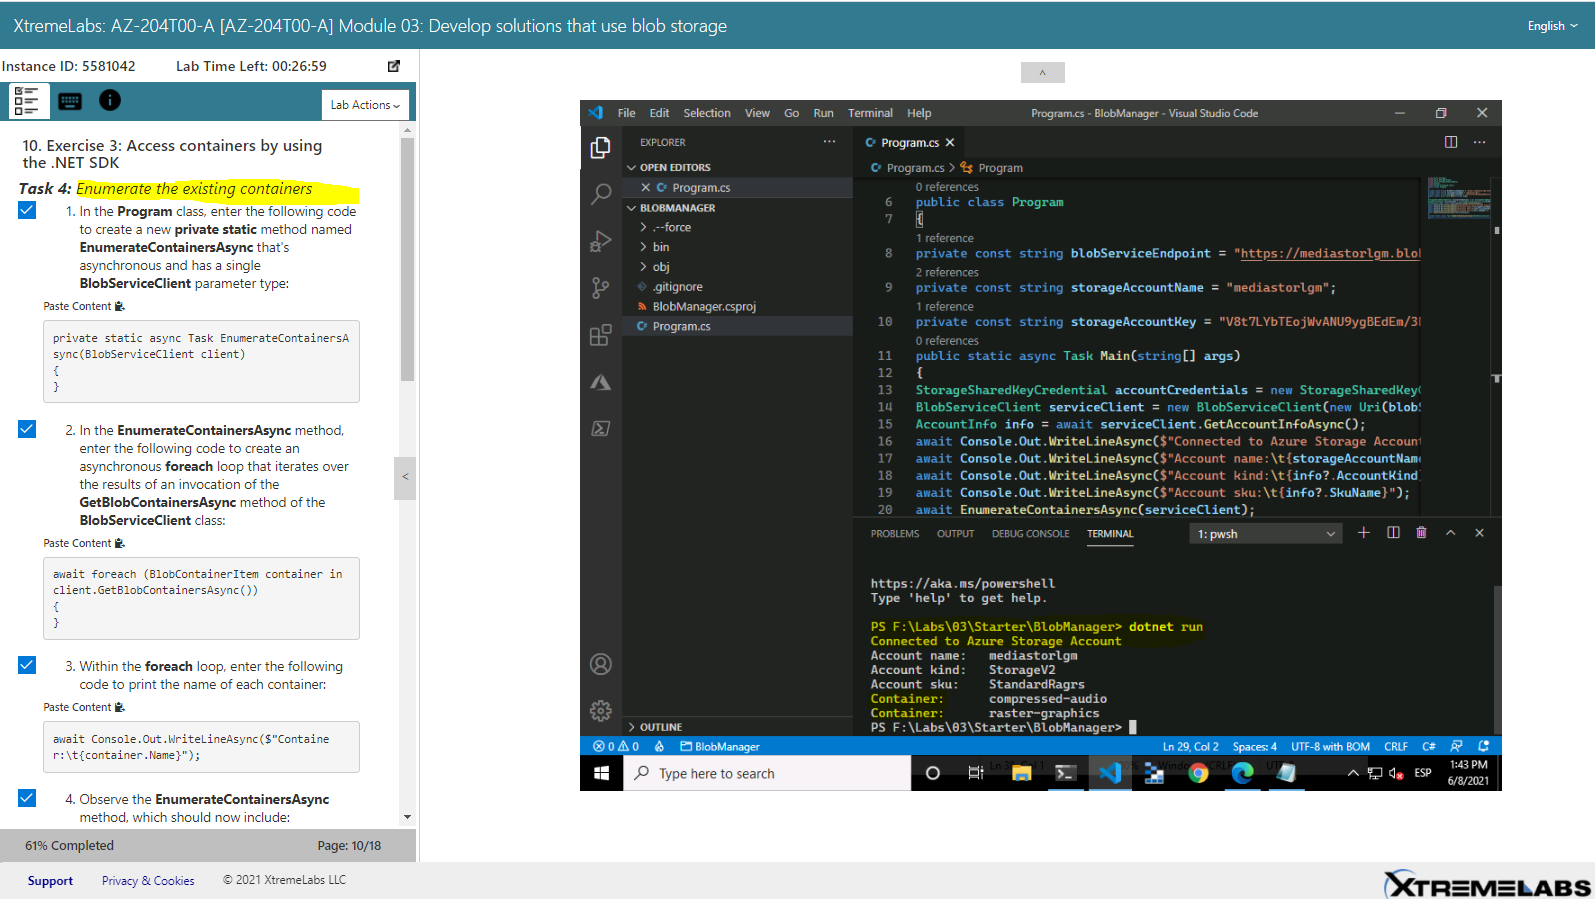 XtremeLabs: AZ-204T00-A [AZ-204T00-A] Module 03: Develop solutions that use blob storage
English
Instance ID: 5581042
Lab Time Left: 00:26:59
Lab Actions
10. Exercise 3: Access containers by using
the .NET SDK
Task 4: Enumerate the existing containers
1. In the Program class, enter the following code
to create a new private static method named
EnumerateContainersAsync that's
asynchronous and has a single
BlobServiceClient parameter type:
Paste Content
private static async Task EnumerateContainersA
sync(BlobServiceClient client)
{
}
2. In the EnumerateContainersAsync method,
enter the following code to create an
asynchronous foreach loop that iterates over
the results of an invocation of the
GetBlobContainersAsync method of the
BlobServiceClient class:
Paste Content
await foreach (BlobContainerItem container in
client.GetBlobContainersAsync())
{
}
3. Within the foreach loop, enter the following
code to print the name of each container:
Paste Content
await Console.Out.WriteLineAsync($"Containe
r:\t{container.Name}");
4. Observe the EnumerateContainersAsync
method, which should now include:
61% Completed
Page: 10/18
File Edit Selection View Go Run Terminal Help
Program.cs - BlobManager - Visual Studio Code
EXPLORER
OPEN EDITORS
Program.cs
BLOBMANAGER
.--force
bin
obj
.gitignore
BlobManager.csproj
Program.cs
OUTLINE
Program.cs
Program.cs > Program
0 references
6 public class Program
7 {
1 reference
8 private const string blobServiceEndpoint = "https://mediastorlgm.blo
2 references
9 private const string storageAccountName = "mediastorlgm";
1 reference
10 private const string storageAccountKey = "V8t7LYbTEojWvANU9ygBEdEm/3
0 references
11 public static async Task Main(string[] args)
12 {
13 StorageSharedKeyCredential accountCredentials = new StorageSharedKey
14 BlobServiceClient serviceClient = new BlobServiceClient(new Uri(blob
15 AccountInfo info = await serviceClient.GetAccountInfoAsync();
16 await Console.Out.WriteLineAsync($"Connected to Azure Storage Accoun
17 await Console.Out.WriteLineAsync($"Account name:\t{storageAccountNam
18 await Console.Out.WriteLineAsync($"Account kind:\t{info?.AccountKind
19 await Console.Out.WriteLineAsync($"Account sku:\t{info?.SkuName}");
20 await EnumerateContainersAsync(serviceClient);
PROBLEMS OUTPUT DEBUG CONSOLE TERMINAL
1: pwsh
https://aka.ms/powershell
Type 'help' to get help.
PS F:\Labs\03\Starter\BlobManager> dotnet run
Connected to Azure Storage Account
Account name: mediastorlgm
Account kind: StorageV2
Account sku: StandardRagrs
Container: compressed-audio
Container: raster-graphics
PS F:\Labs\03\Starter\BlobManager>
0 0 BlobManager
Ln 29, Col 2 Spaces: 4 UTF-8 with BOM CRLF C#
Type here to search
ESP
1:43 PM
6/8/2021
Support
Privacy & Cookies
© 2021 XtremeLabs LLC
XTREMELABS